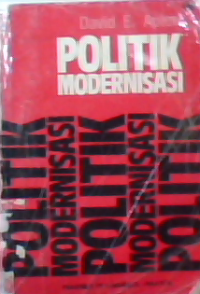 David E. Apter
POLITIK
MODERNISASI
POLITIK
MODERNISASI
POLITIK
MODERNISASI
POLITIK